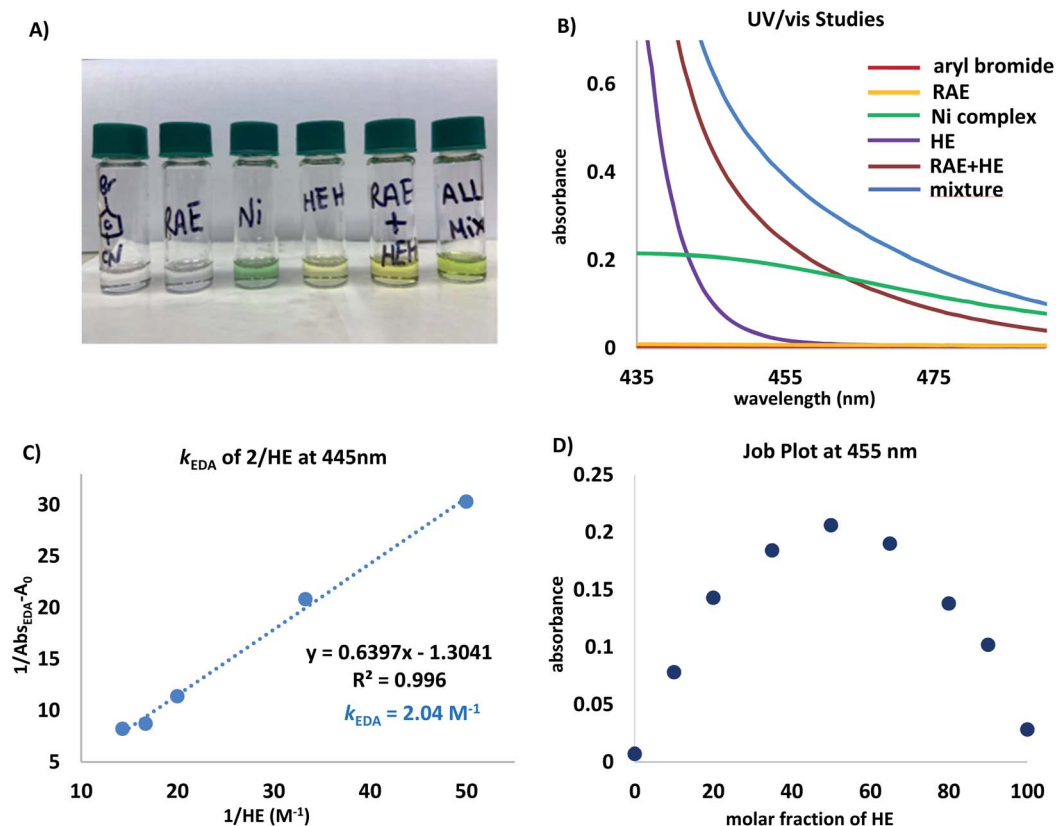 A)
Br
CN
RAE
Ni
HEH
RAE
+
HEH
ALL
Mix
B)
UV/vis Studies
absorbance
0.6
0.4
0.2
0
435
455
475
wavelength (nm)
aryl bromide
RAE
Ni complex
HE
RAE+HE
mixture
C)
kEDA of 2/HE at 445nm
1/AbsEDA-A0
30
25
20
15
10
5
10
20
30
40
50
1/HE (M⁻¹)
y = 0.6397x - 1.3041
R² = 0.996
kEDA = 2.04 M⁻¹
D)
Job Plot at 455 nm
absorbance
0.25
0.2
0.15
0.1
0.05
0
0
20
40
60
80
100
molar fraction of HE